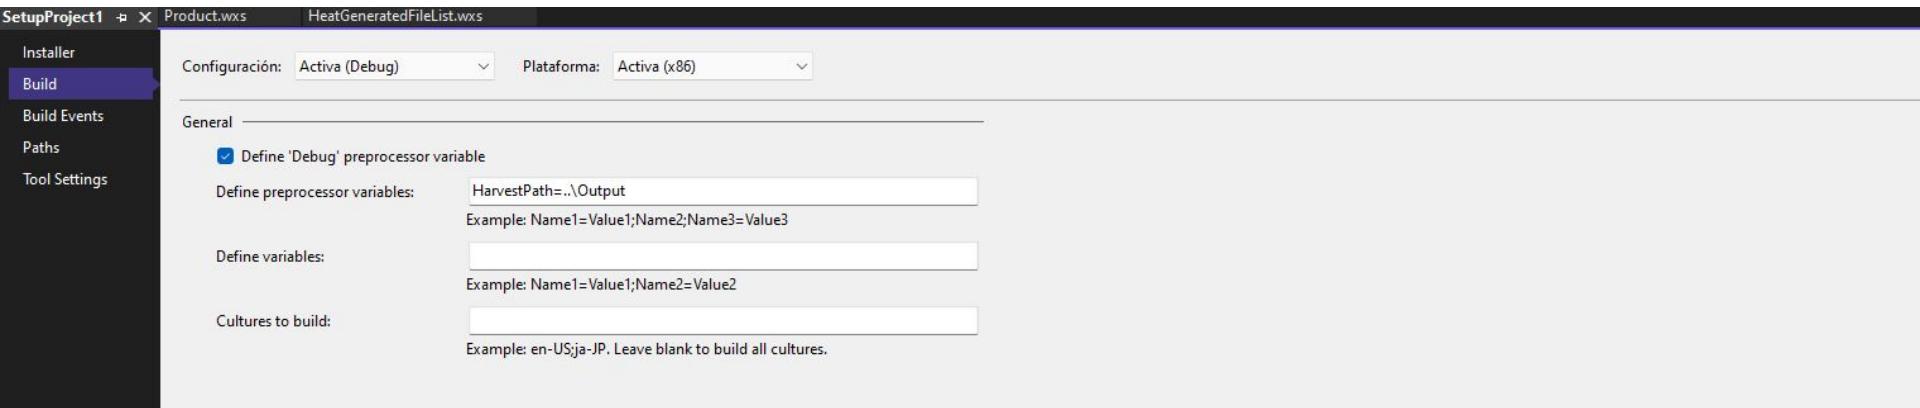 SetupProject1 Product.wxs HeatGeneratedFileList.wxs
Installer
Build
Build Events
Paths
Tool Settings
Configuración: Activa (Debug) Plataforma: Activa (x86)
General
Define 'Debug' preprocessor variable
Define preprocessor variables: HarvestPath=..\Output
Example: Name1=Value1;Name2;Name3=Value3
Define variables:
Example: Name1=Value1;Name2=Value2
Cultures to build:
Example: en-US;ja-JP. Leave blank to build all cultures.